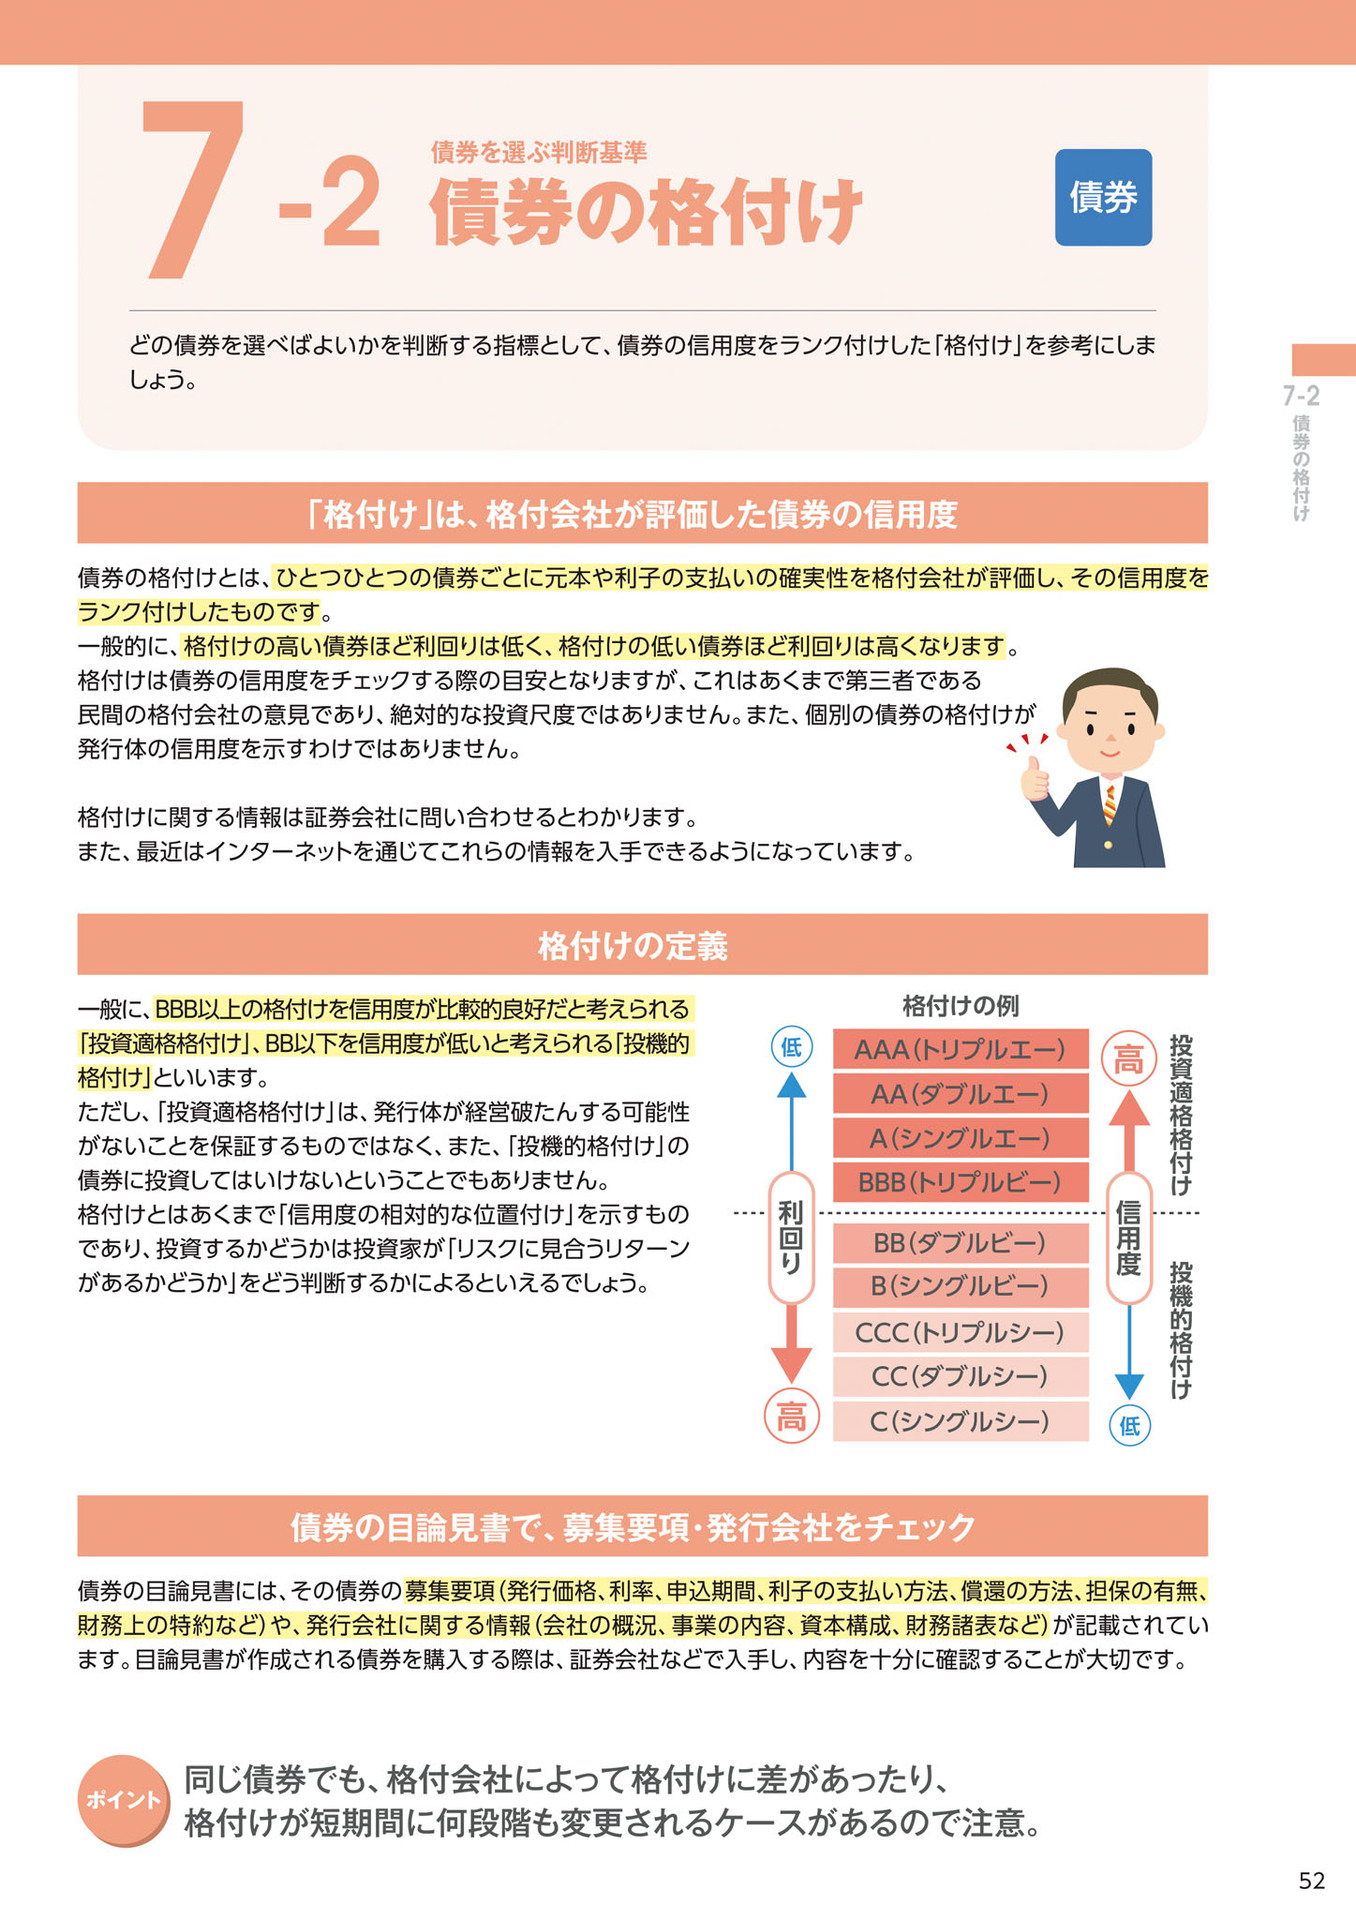 7-2
債券を選ぶ判断基準
債券の格付け
債券
どの債券を選べばよいかを判断する指標として、債券の信用度をランク付けした「格付け」を参考にしま
しょう。
7-2
債券の格付け
「格付け」は、格付会社が評価した債券の信用度
債券の格付けとは、ひとつひとつの債券ごとに元本や利子の支払いの確実性を格付会社が評価し、その信用度を
ランク付けしたものです。
一般的に、格付けの高い債券ほど利回りは低く、格付けの低い債券ほど利回りは高くなります。
格付けは債券の信用度をチェックする際の目安となりますが、これはあくまで第三者である
民間の格付会社の意見であり、絶対的な投資尺度ではありません。また、個別の債券の格付けが
発行体の信用度を示すわけではありません。
格付けに関する情報は証券会社に問い合わせるとわかります。
また、最近はインターネットを通じてこれらの情報を入手できるようになっています。
格付けの定義
一般に、BBB以上の格付けを信用度が比較的良好だと考えられる
「投資適格格付け」、BB以下を信用度が低いと考えられる「投機的
格付け」といいます。
ただし、「投資適格格付け」は、発行体が経営破たんする可能性
がないことを保証するものではなく、また、「投機的格付け」の
債券に投資してはいけないということでもありません。
格付けとはあくまで「信用度の相対的な位置付け」を示すもの
であり、投資するかどうかは投資家が「リスクに見合うリターン
があるかどうか」をどう判断するかによるといえるでしょう。
格付けの例
低
利回り
高
AAA(トリプルエー)
AA(ダブルエー)
A(シングルエー)
BBB(トリプルビー)
BB(ダブルビー)
B(シングルビー)
CCC(トリプルシー)
CC(ダブルシー)
C(シングルシー)
高
信用度
低
投資適格格付け
投機的格付け
債券の目論見書で、募集要項・発行会社をチェック
債券の目論見書には、その債券の募集要項(発行価格、利率、申込期間、利子の支払い方法、償還の方法、担保の有無、
財務上の特約など)や、発行会社に関する情報(会社の概況、事業の内容、資本構成、財務諸表など)が記載されてい
ます。目論見書が作成される債券を購入する際は、証券会社などで入手し、内容を十分に確認することが大切です。
ポイント
同じ債券でも、格付会社によって格付けに差があったり、
格付けが短期間に何段階も変更されるケースがあるので注意。
52